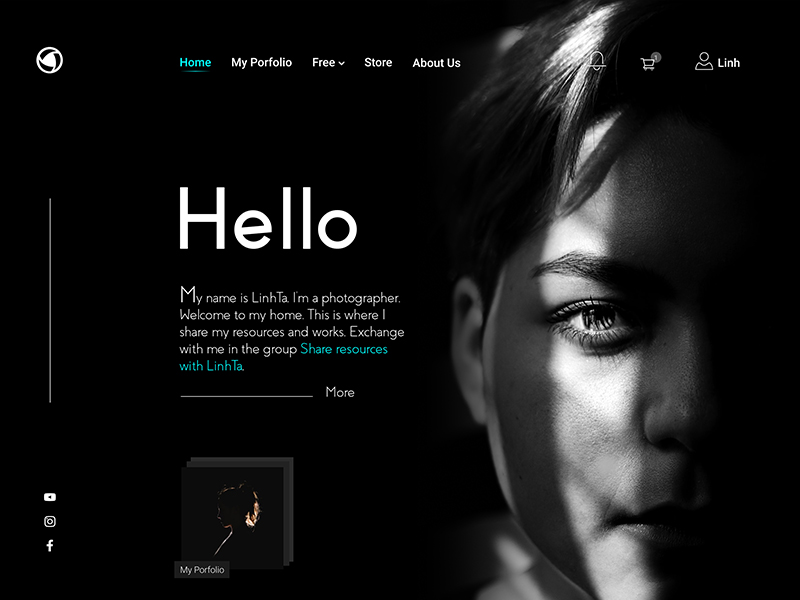 Home My Porfolio Free Store About Us 1 Linh
Hello
My name is LinhTa. I'm a photographer.
Welcome to my home. This is where I
share my resources and works. Exchange
with me in the group Share resources
with LinhTa.
More
My Porfolio